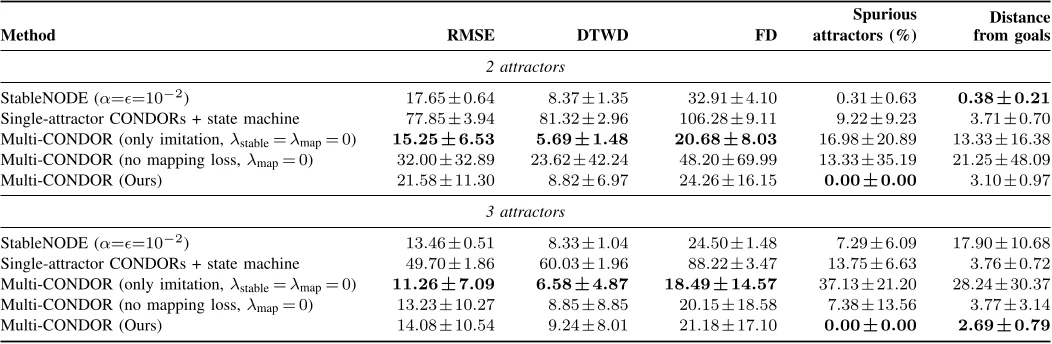 Method RMSE DTWD FD Spurious attractors (%) Distance from goals
2 attractors
StableNODE (α=ϵ=10⁻²) 17.65±0.64 8.37±1.35 32.91±4.10 0.31±0.63 0.38±0.21
Single-attractor CONDORs + state machine 77.85±3.94 81.32±2.96 106.28±9.11 9.22±9.23 3.71±0.70
Multi-CONDOR (only imitation, λstable=λmap=0) 15.25±6.53 5.69±1.48 20.68±8.03 16.98±20.89 13.33±16.38
Multi-CONDOR (no mapping loss, λmap=0) 32.00±32.89 23.62±42.24 48.20±69.99 13.33±35.19 21.25±48.09
Multi-CONDOR (Ours) 21.58±11.30 8.82±6.97 24.26±16.15 0.00±0.00 3.10±0.97
3 attractors
StableNODE (α=ϵ=10⁻²) 13.46±0.51 8.33±1.04 24.50±1.48 7.29±6.09 17.90±10.68
Single-attractor CONDORs + state machine 49.70±1.86 60.03±1.96 88.22±3.47 13.75±6.63 3.76±0.72
Multi-CONDOR (only imitation, λstable=λmap=0) 11.26±7.09 6.58±4.87 18.49±14.57 37.13±21.20 28.24±30.37
Multi-CONDOR (no mapping loss, λmap=0) 13.23±10.27 8.85±8.85 20.15±18.58 7.38±13.56 3.77±3.14
Multi-CONDOR (Ours) 14.08±10.54 9.24±8.01 21.18±17.10 0.00±0.00 2.69±0.79